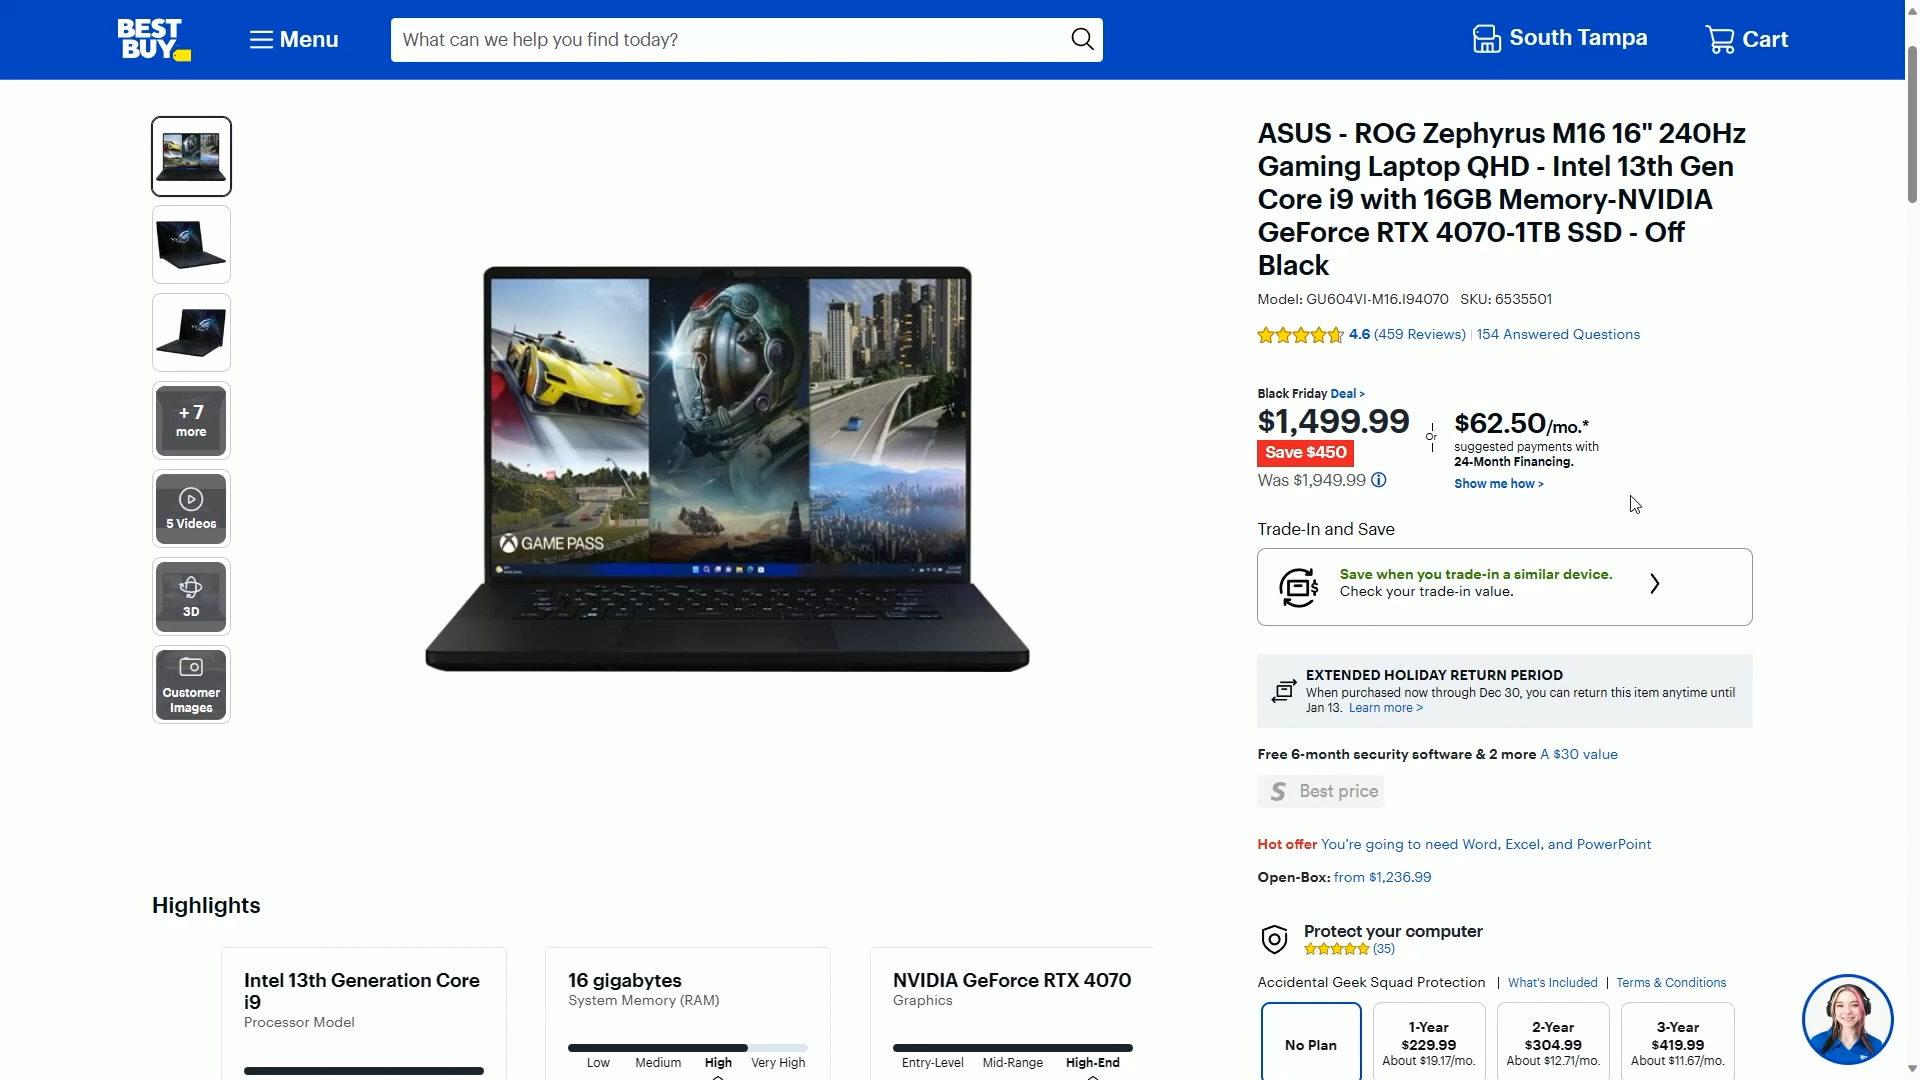 BEST BUY
Menu
What can we help you find today?
South Tampa
Cart
+ 7
more
5 Videos
3D
Customer
Images
GAME PASS
ASUS - ROG Zephyrus M16 16" 240Hz
Gaming Laptop QHD - Intel 13th Gen
Core i9 with 16GB Memory-NVIDIA
GeForce RTX 4070-1TB SSD - Off
Black
Model: GU604VI-M16.I94070 SKU: 6535501
4.6 (459 Reviews) | 154 Answered Questions
Black Friday Deal >
$1,499.99
Save $450
Was $1,949.99
Or
$62.50/mo.*
suggested payments with
24-Month Financing.
Show me how >
Trade-In and Save
Save when you trade-in a similar device.
Check your trade-in value.
EXTENDED HOLIDAY RETURN PERIOD
When purchased now through Dec 30, you can return this item anytime until
Jan 13. Learn more >
Free 6-month security software & 2 more A $30 value
S Best price
Hot offer You're going to need Word, Excel, and PowerPoint
Open-Box: from $1,236.99
Protect your computer
(35)
Accidental Geek Squad Protection | What's Included | Terms & Conditions
No Plan
1-Year
$229.99
About $19.17/mo.
2-Year
$304.99
About $12.71/mo.
3-Year
$419.99
About $11.67/mo.
Highlights
Intel 13th Generation Core
i9
Processor Model
16 gigabytes
System Memory (RAM)
Low Medium High Very High
NVIDIA GeForce RTX 4070
Graphics
Entry-Level Mid-Range High-End